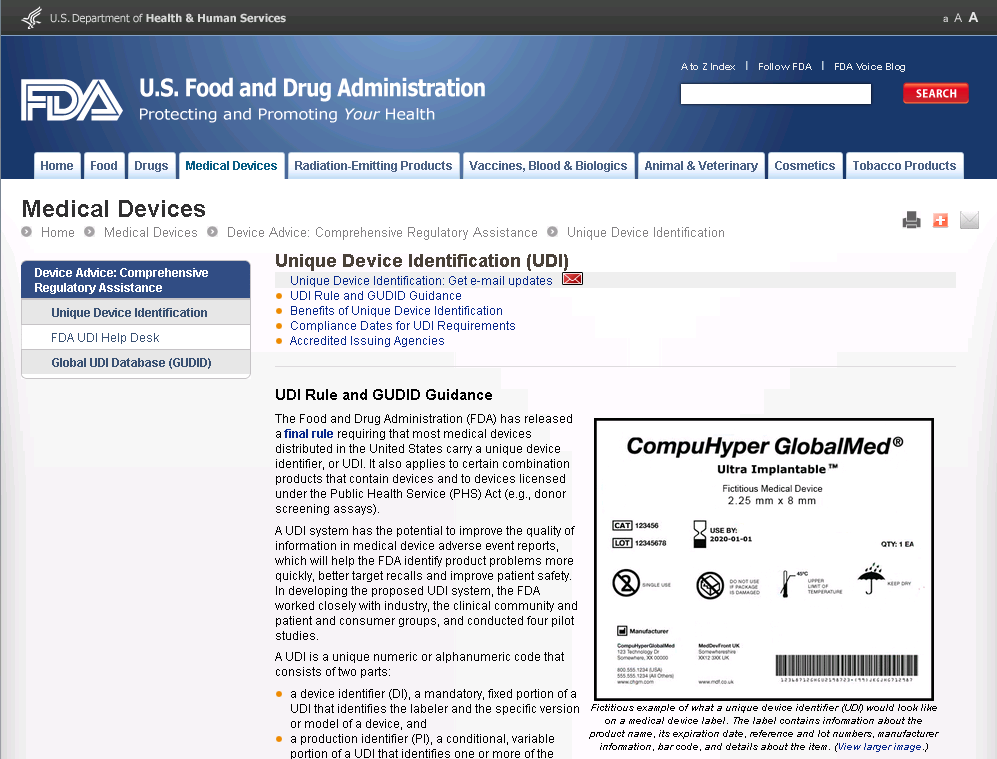 U.S. Department of Health & Human Services
a A A
FDA
U.S. Food and Drug Administration
Protecting and Promoting Your Health
A to Z Index | Follow FDA | FDA Voice Blog
SEARCH
Home
Food
Drugs
Medical Devices
Radiation-Emitting Products
Vaccines, Blood & Biologics
Animal & Veterinary
Cosmetics
Tobacco Products
Medical Devices
Home Medical Devices Device Advice: Comprehensive Regulatory Assistance Unique Device Identification
Device Advice: Comprehensive
Regulatory Assistance
Unique Device Identification
FDA UDI Help Desk
Global UDI Database (GUDID)
Unique Device Identification (UDI)
Unique Device Identification: Get e-mail updates
UDI Rule and GUDID Guidance
Benefits of Unique Device Identification
Compliance Dates for UDI Requirements
Accredited Issuing Agencies
UDI Rule and GUDID Guidance
The Food and Drug Administration (FDA) has released
a final rule requiring that most medical devices
distributed in the United States carry a unique device
identifier, or UDI. It also applies to certain combination
products that contain devices and to devices licensed
under the Public Health Service (PHS) Act (e.g., donor
screening assays).
A UDI system has the potential to improve the quality of
information in medical device adverse event reports,
which will help the FDA identify product problems more
quickly, better target recalls and improve patient safety.
In developing the proposed UDI system, the FDA
worked closely with industry, the clinical community and
patient and consumer groups, and conducted four pilot
studies.
A UDI is a unique numeric or alphanumeric code that
consists of two parts:
a device identifier (DI), a mandatory, fixed portion of a
UDI that identifies the labeler and the specific version
or model of a device, and
a production identifier (PI), a conditional, variable
portion of a UDI that identifies one or more of the
CompuHyper GlobalMed®
Ultra Implantable™
Fictitious Medical Device
2.25 mm x 8 mm
CAT 123456
LOT 12345678
USE BY:
2020-01-01
QTY: 1 EA
2
SINGLE USE
DO NOT USE
IF PACKAGE
IS DAMAGED
45°C
UPPER
LIMIT OF
TEMPERATURE
KEEP DRY
Manufacturer
CompuHyperGlobalMed
123 Technology Dr
Somewhere, XX 00000
800.555.1234 (USA)
555.555.1234 (All Others)
www.chgm.com
MedDevFront UK
Somewhereshire
XX12 3XX UK
www.mdf.co.uk
Fictitious example of what a unique device identifier (UDI) would look like
on a medical device label. The label contains information about the
product name, its expiration date, reference and lot numbers, manufacturer
information, bar code, and details about the item. (View larger image.)